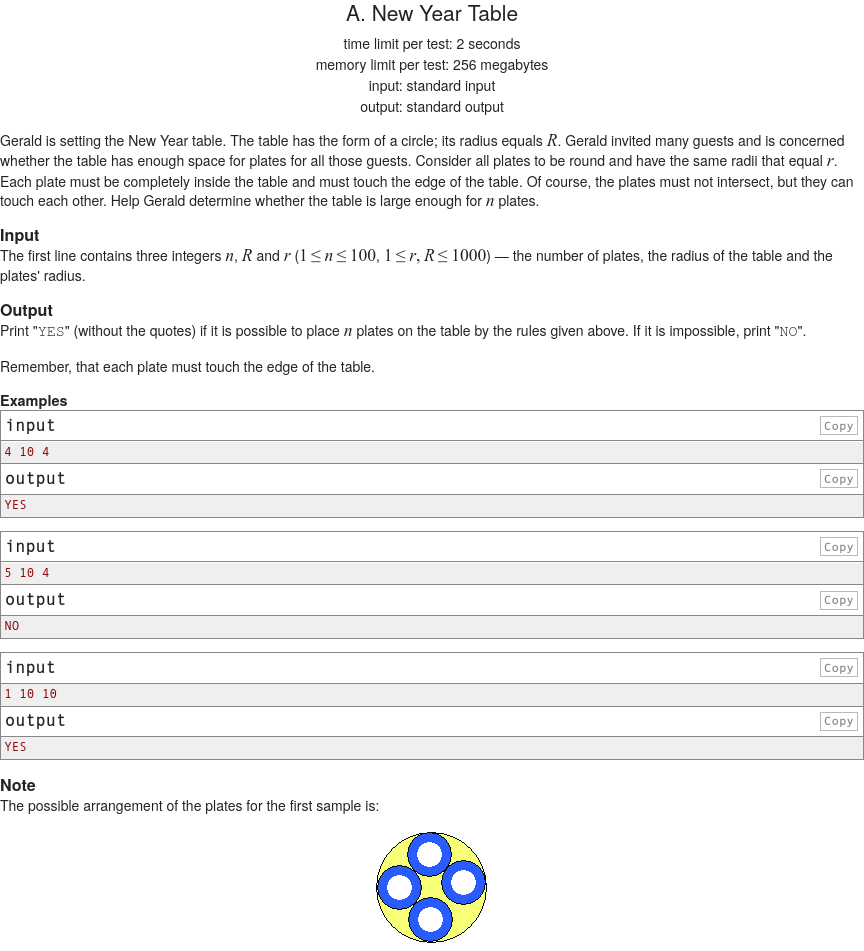 A. New Year Table
time limit per test: 2 seconds
memory limit per test: 256 megabytes
input: standard input
output: standard output
Gerald is setting the New Year table. The table has the form of a circle; its radius equals R. Gerald invited many guests and is concerned
whether the table has enough space for plates for all those guests. Consider all plates to be round and have the same radii that equal r.
Each plate must be completely inside the table and must touch the edge of the table. Of course, the plates must not intersect, but they can
touch each other. Help Gerald determine whether the table is large enough for n plates.
Input
The first line contains three integers n, R and r (1 ≤ n ≤ 100, 1 ≤ r, R ≤ 1000) — the number of plates, the radius of the table and the
plates' radius.
Output
Print "YES" (without the quotes) if it is possible to place n plates on the table by the rules given above. If it is impossible, print "NO".
Remember, that each plate must touch the edge of the table.
Examples
input Copy
4 10 4
output Copy
YES
input Copy
5 10 4
output Copy
NO
input Copy
1 10 10
output Copy
YES
Note
The possible arrangement of the plates for the first sample is: